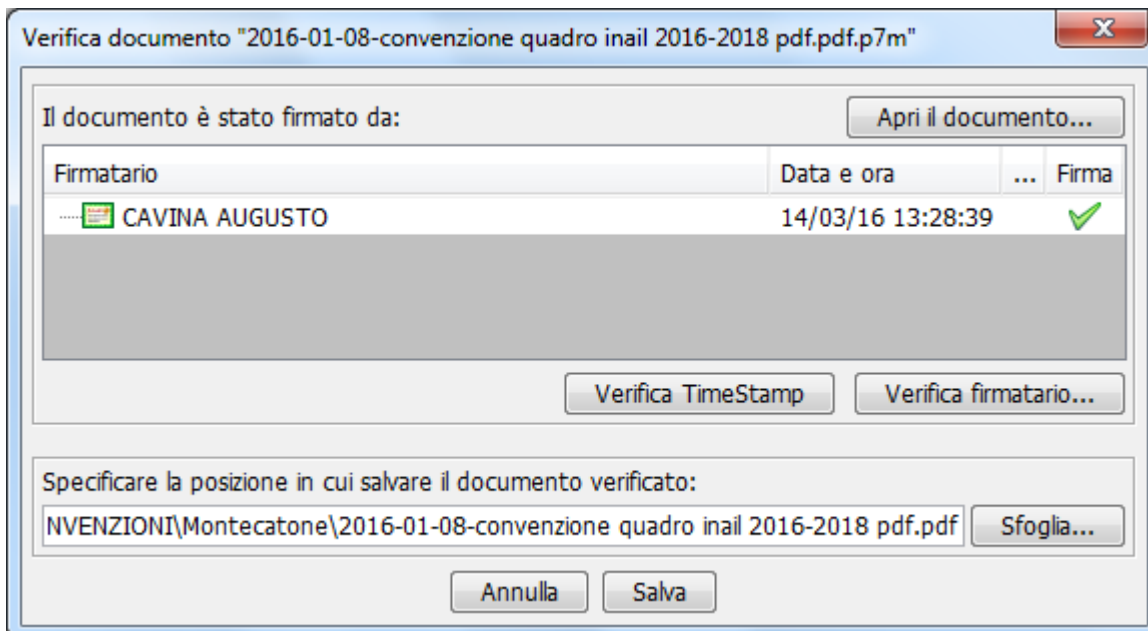 Verifica documento "2016-01-08-convenzione quadro inail 2016-2018 pdf.pdf.p7m"
Il documento è stato firmato da:
Apri il documento...
Firmatario Data e ora ... Firma
CAVINA AUGUSTO 14/03/16 13:28:39
Verifica TimeStamp Verifica firmatario...
Specificare la posizione in cui salvare il documento verificato:
NVENZIONI\Montecatone\2016-01-08-convenzione quadro inail 2016-2018 pdf.pdf Sfoglia...
Annulla Salva